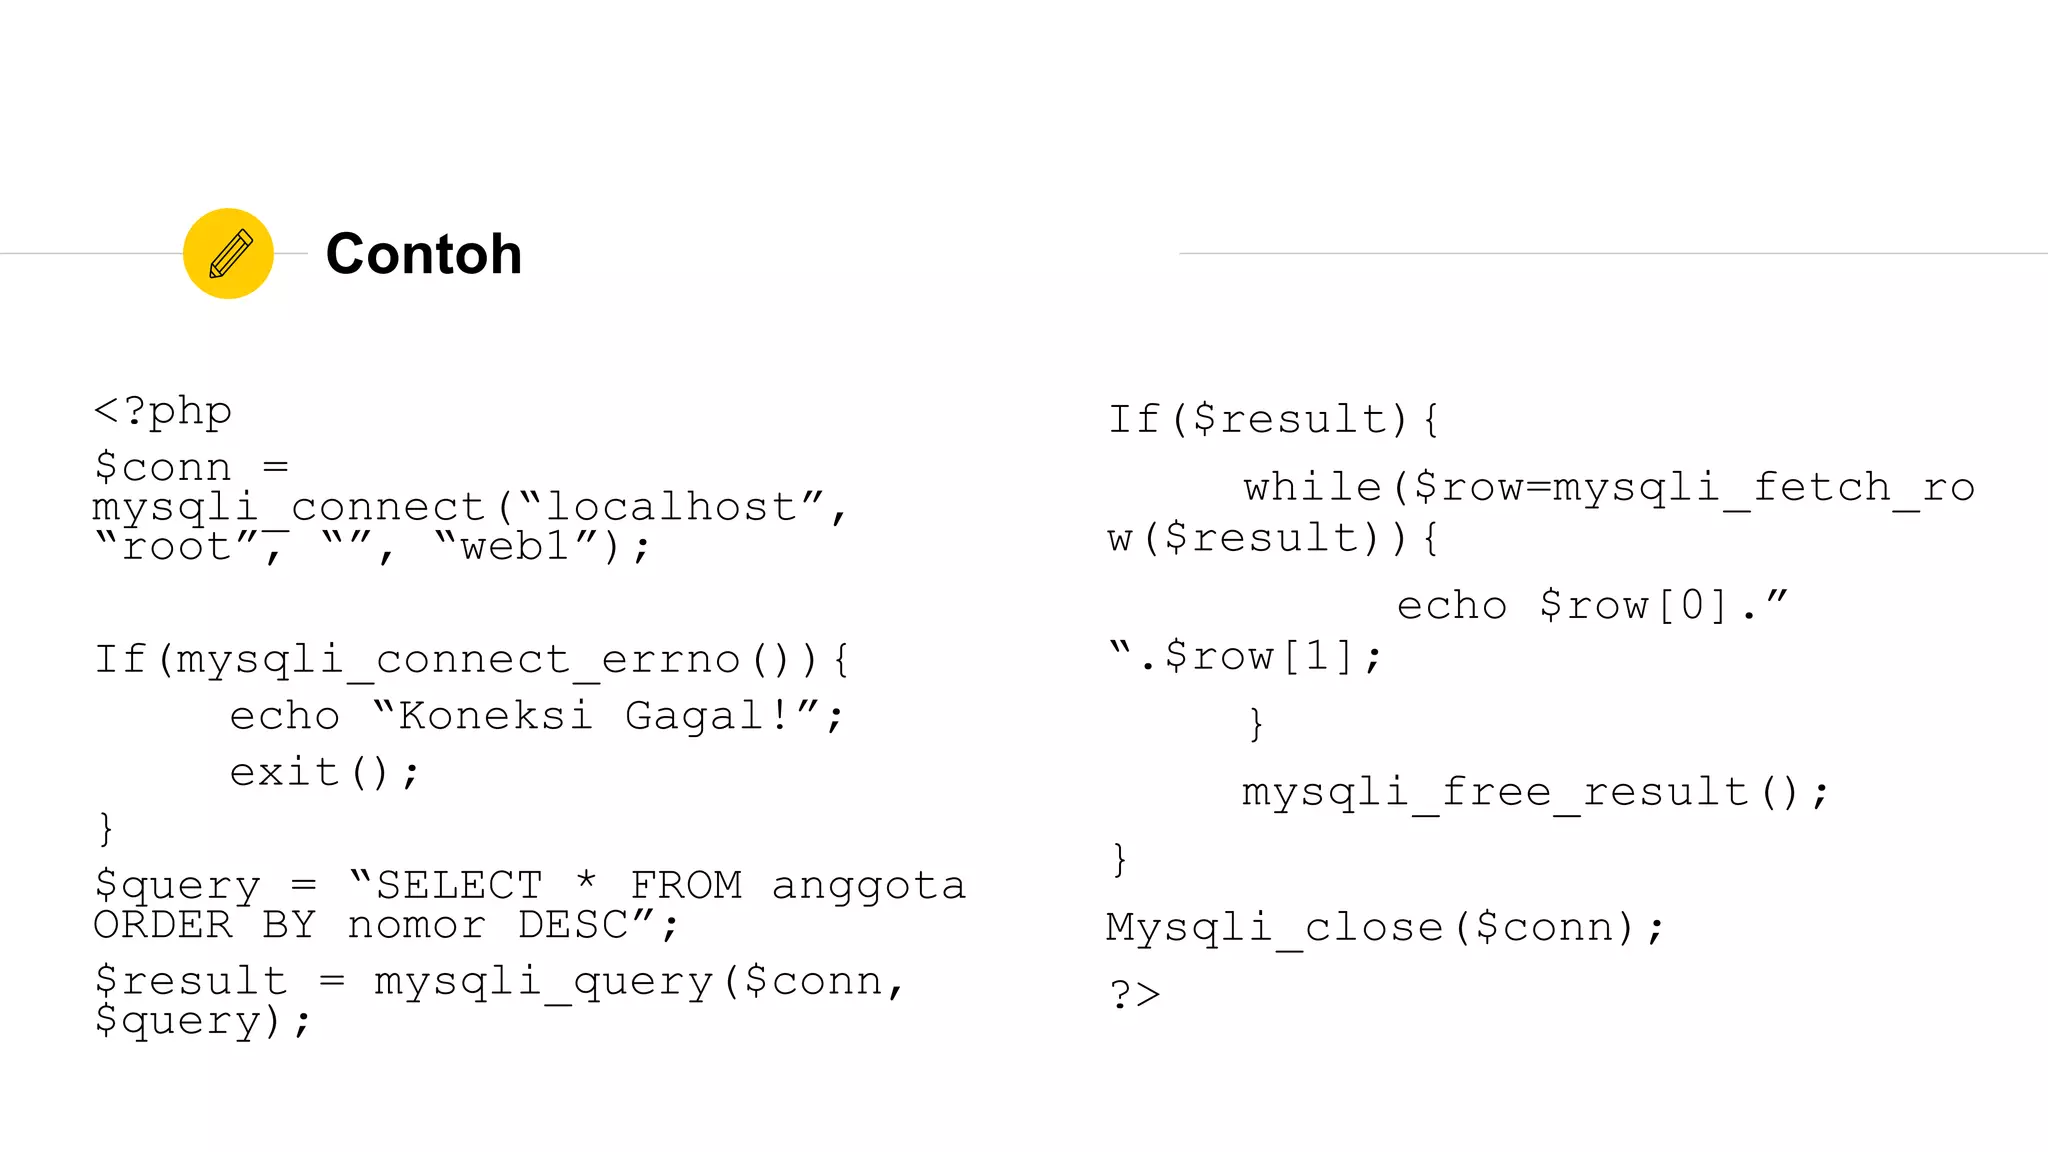 Contoh
<?php
$conn =
mysqli_connect(“localhost”,
“root”, “”, “web1”);
If(mysqli_connect_errno()){
echo “Koneksi Gagal!”;
exit();
}
$query = “SELECT * FROM anggota
ORDER BY nomor DESC”;
$result = mysqli_query($conn,
$query);
If($result){
while($row=mysqli_fetch_ro
w($result)){
echo $row[0].”
“.$row[1];
}
mysqli_free_result();
}
Mysqli_close($conn);
?>